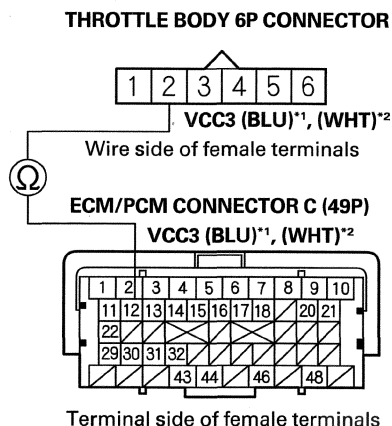 THROTTLE BODY 6P CONNECTOR
1 2 3 4 5 6
VCC3 (BLU)*1, (WHT)*2
Wire side of female terminals
Ω
ECM/PCM CONNECTOR C (49P)
VCC3 (BLU)*1, (WHT)*2
1 2 3 4 5 6 7 8 9 10
11 12 13 14 15 16 17 18 20 21
22
29 30 31 32
43 44 46 48
Terminal side of female terminals